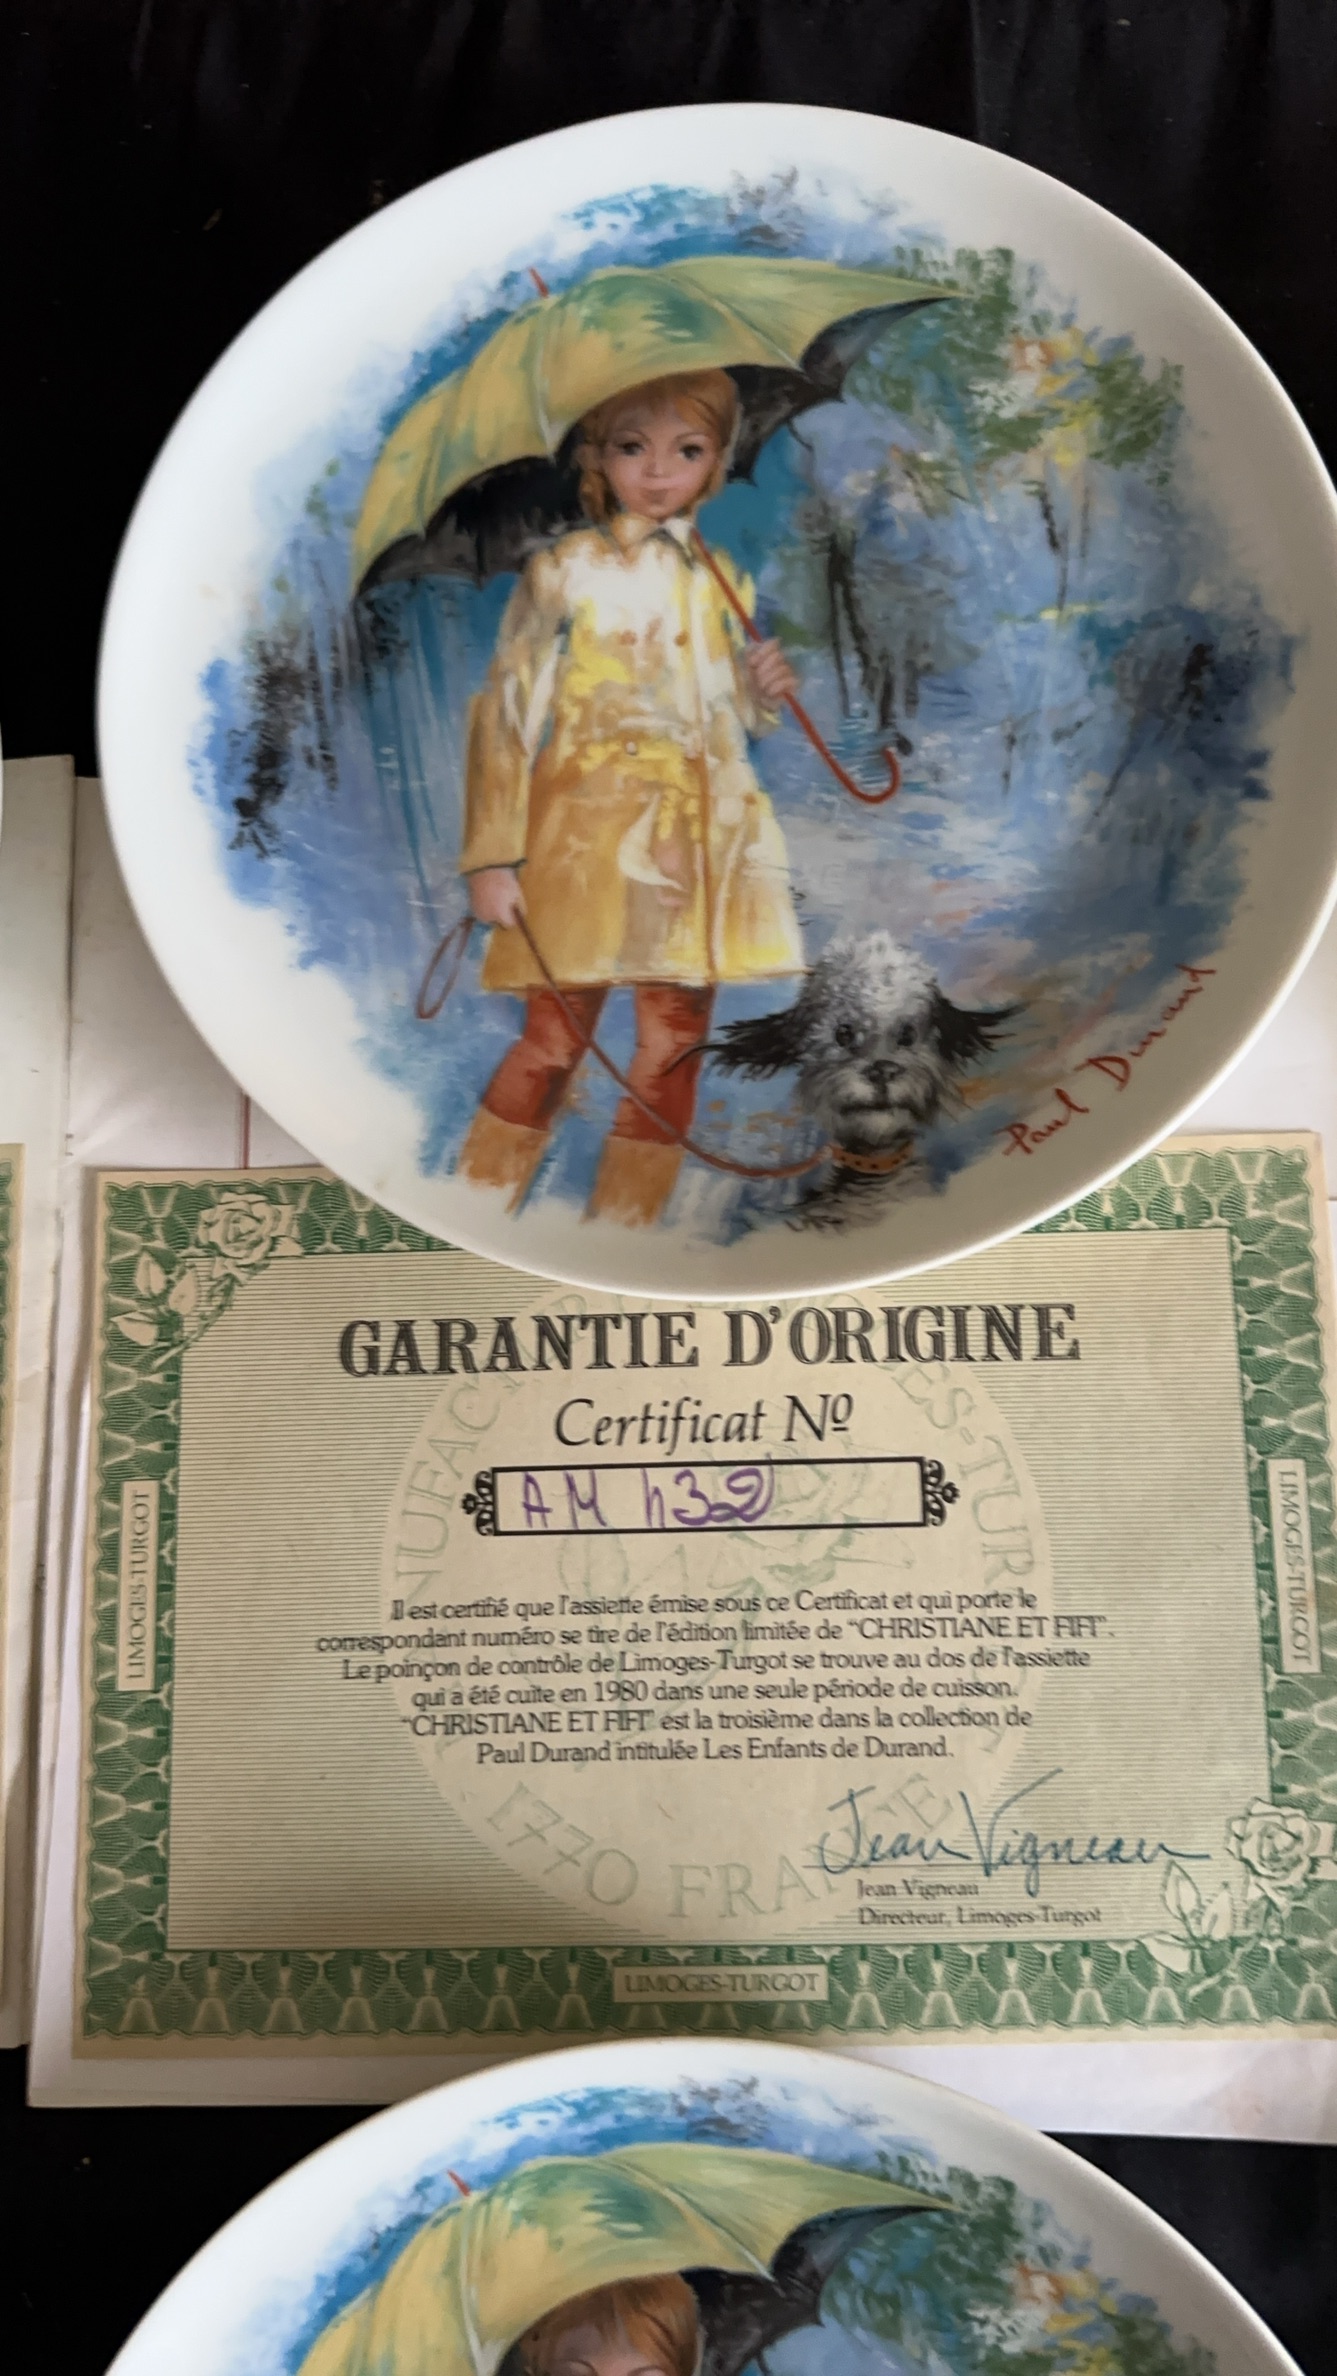 Paul Durand
GARANTIE D'ORIGINE
Certificat Nº
AM 432
Il est certifié que l'assiette émise sous ce Certificat et qui porte le
correspondant numéro se tire de l'édition limitée de "CHRISTIANE ET FIFI".
Le poinçon de contrôle de Limoges-Turgot se trouve au dos de l'assiette
qui a été cuite en 1980 dans une seule période de cuisson.
"CHRISTIANE ET FIFI" est la troisième dans la collection de
Paul Durand intitulée Les Enfants de Durand.
Jean Vigneau
Jean Vigneau
Directeur, Limoges-Turgot
LIMOGES-TURGOT
LIMOGES-TURGOT
LIMOGES-TURGOT
1770 FRANCE